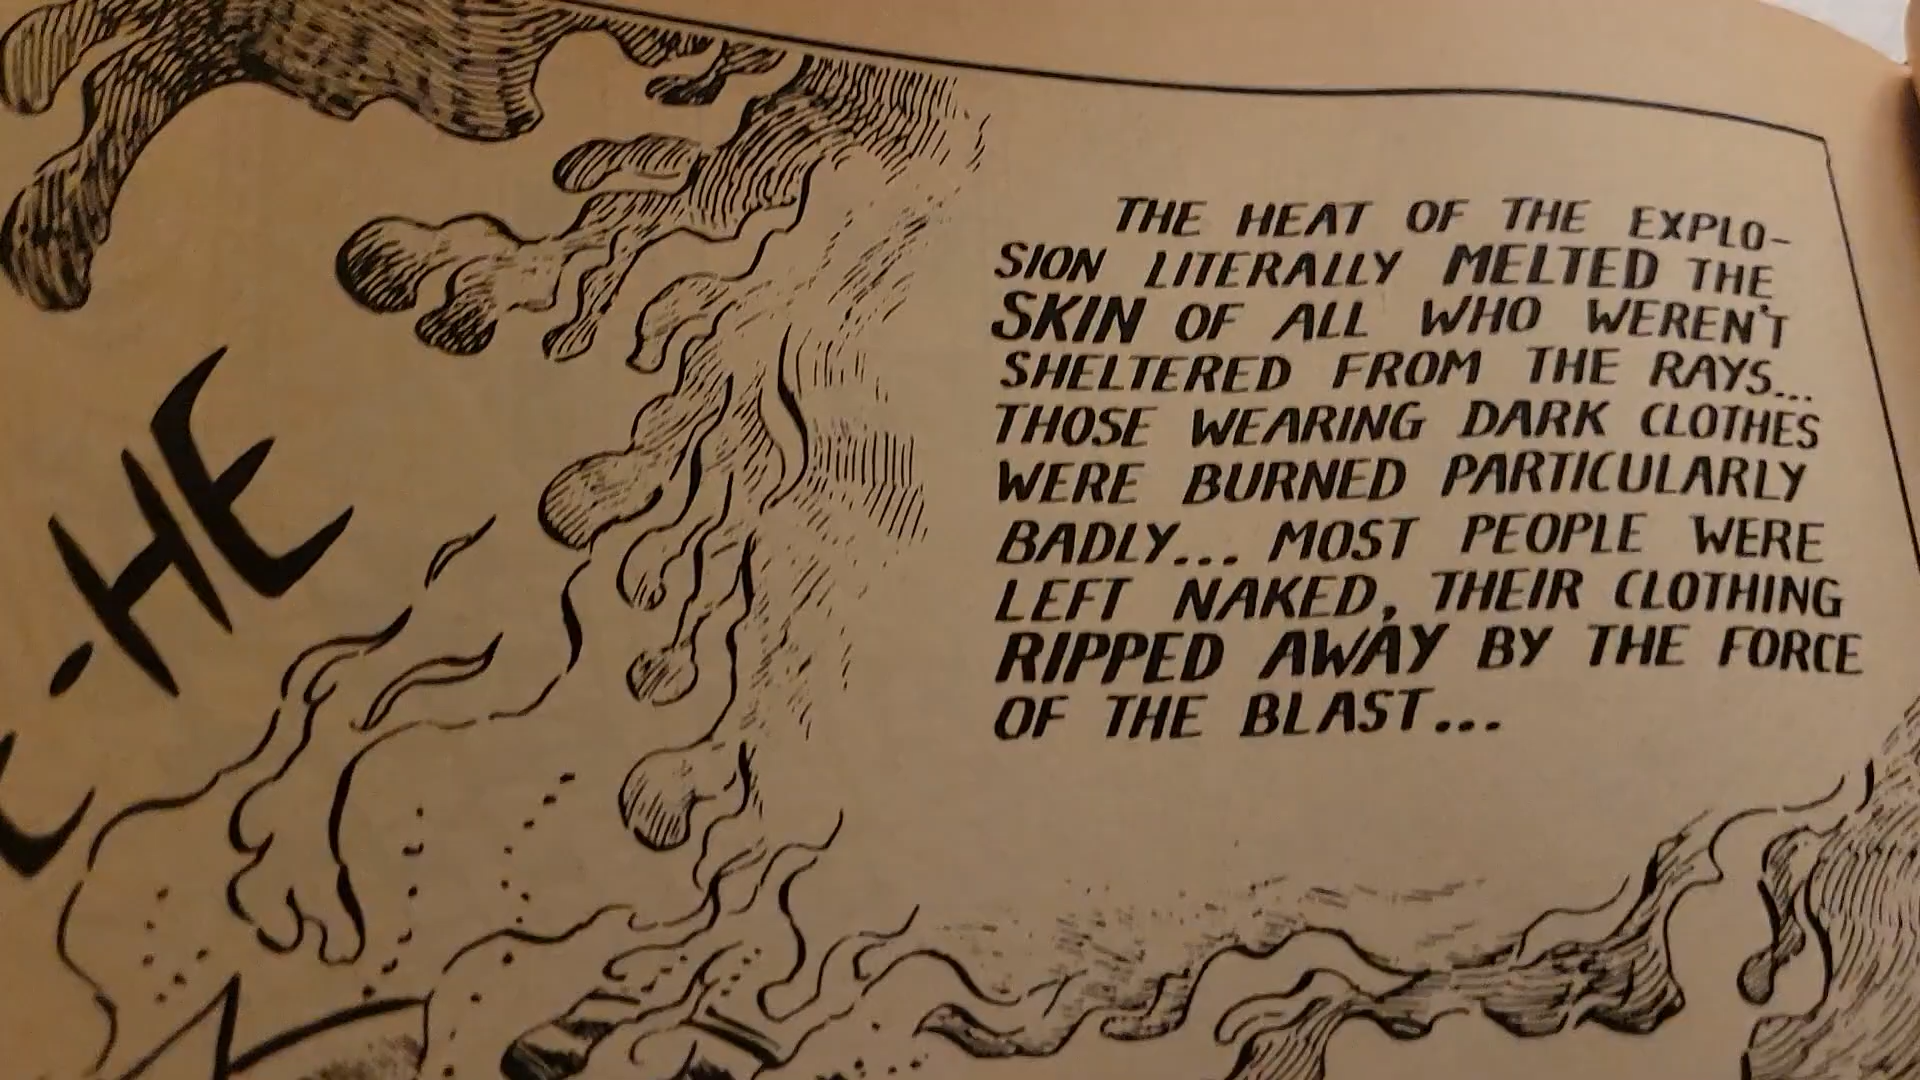 THE HEAT OF THE EXPLO-
SION LITERALLY MELTED THE
SKIN OF ALL WHO WEREN'T
SHELTERED FROM THE RAYS...
THOSE WEARING DARK CLOTHES
WERE BURNED PARTICULARLY
BADLY... MOST PEOPLE WERE
LEFT NAKED, THEIR CLOTHING
RIPPED AWAY BY THE FORCE
OF THE BLAST...
HE